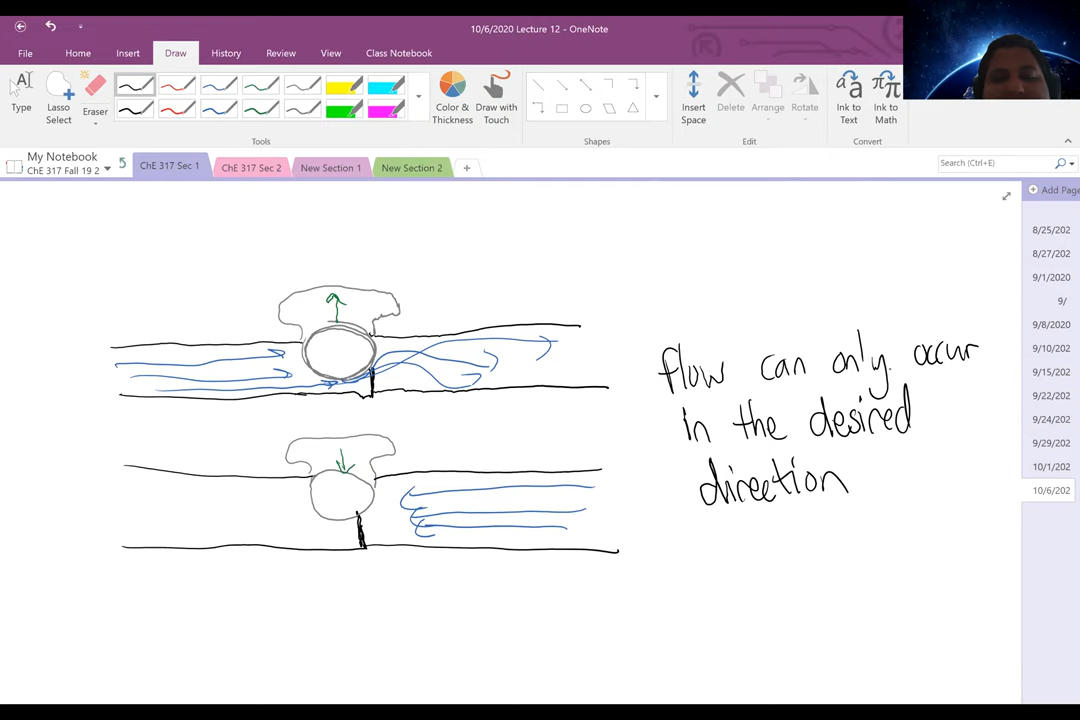 10/6/2020 Lecture 12 - OneNote
File Home Insert Draw History Review View Class Notebook
Type
Lasso Select
Eraser
Color & Thickness
Draw with Touch
Insert Space
Delete
Arrange
Rotate
Ink to Text
Ink to Math
Tools
Shapes
Edit
Convert
My Notebook
ChE 317 Fall 19 2
ChE 317 Sec 1
ChE 317 Sec 2
New Section 1
New Section 2
Search (Ctrl+E)
Add Page
8/25/202
8/27/202
9/1/2020
9/
9/8/2020
9/10/202
9/15/202
9/22/202
9/24/202
9/29/202
10/1/202
10/6/202
flow can only occur
in the desired
direction